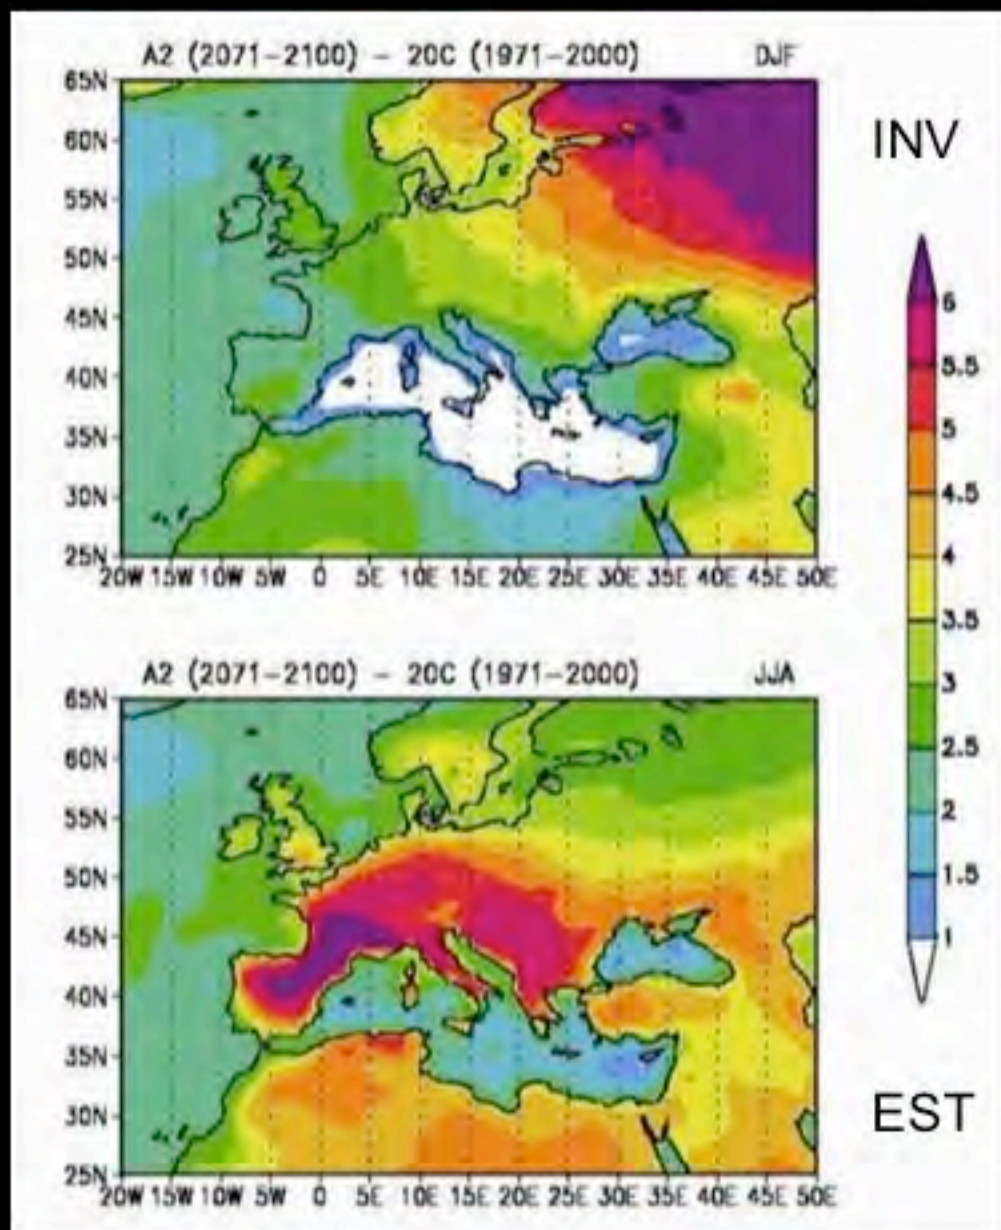 A2 (2071-2100) - 20C (1971-2000) DJF
65N
60N
55N
50N
45N
40N
35N
30N
25N
20W 15W 10W 5W 0 5E 10E 15E 20E 25E 30E 35E 40E 45E 50E
INV
6
5.5
5
4.5
4
3.5
3
2.5
2
1.5
1
A2 (2071-2100) - 20C (1971-2000) JJA
65N
60N
55N
50N
45N
40N
35N
30N
25N
20W 15W 10W 5W 0 5E 10E 15E 20E 25E 30E 35E 40E 45E 50E
EST